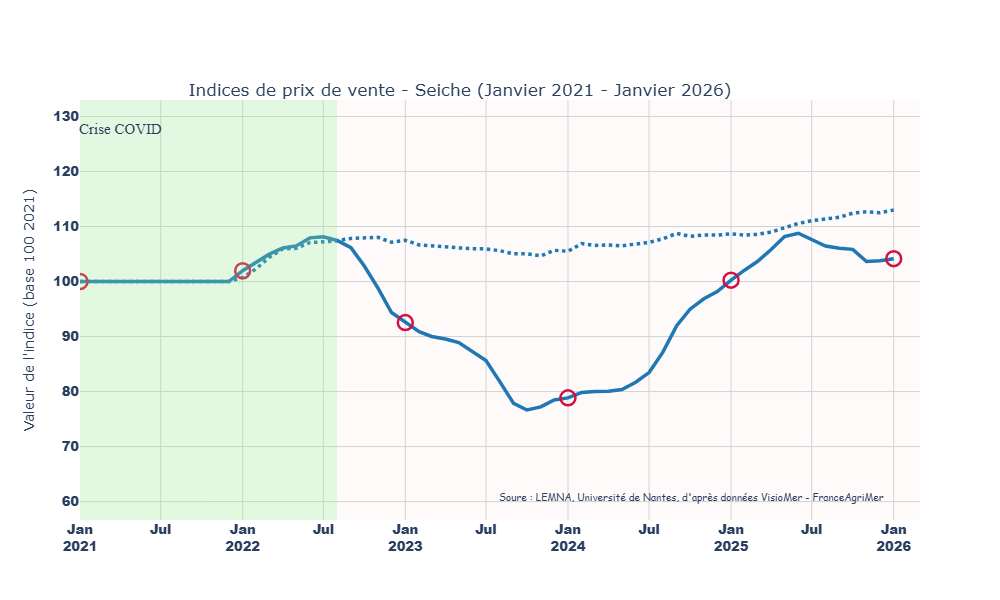 Indices de prix de vente - Seiche (Janvier 2021 - Janvier 2026)
Crise COVID
Valeur de l'indice (base 100 2021)
130
120
110
100
90
80
70
60
Soure : LEMNA, Université de Nantes, d'après données VisioMer - FranceAgriMer
Jan Jul Jan Jul Jan Jul Jan Jul Jan Jul Jan
2021 2022 2023 2024 2025 2026